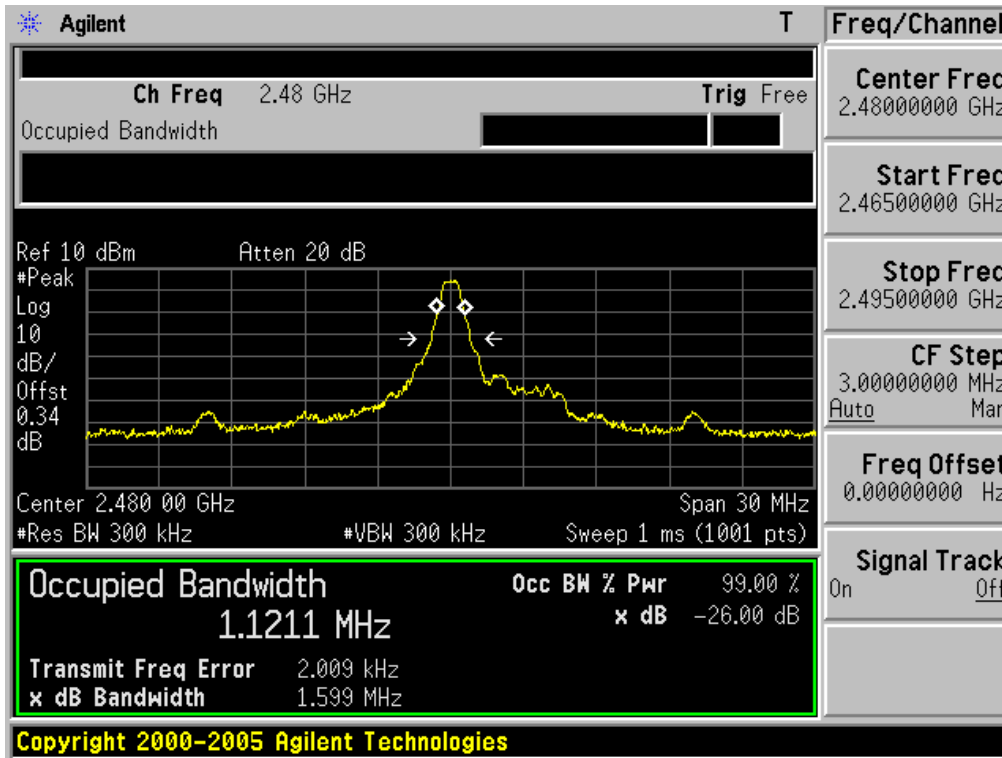 Agilent T Freq/Channel
Ch Freq 2.48 GHz Trig Free
Occupied Bandwidth
Center Freq
2.48000000 GHz
Start Freq
2.46500000 GHz
Stop Freq
2.49500000 GHz
CF Step
3.00000000 MHz
Auto Man
Freq Offset
0.00000000 Hz
Signal Track
On Off
Ref 10 dBm Atten 20 dB
#Peak
Log
10
dB/
Offst
0.34
dB
Center 2.480 00 GHz Span 30 MHz
#Res BW 300 kHz #VBW 300 kHz Sweep 1 ms (1001 pts)
Occupied Bandwidth
1.1211 MHz
Occ BW % Pwr 99.00 %
x dB -26.00 dB
Transmit Freq Error 2.009 kHz
x dB Bandwidth 1.599 MHz
Copyright 2000-2005 Agilent Technologies